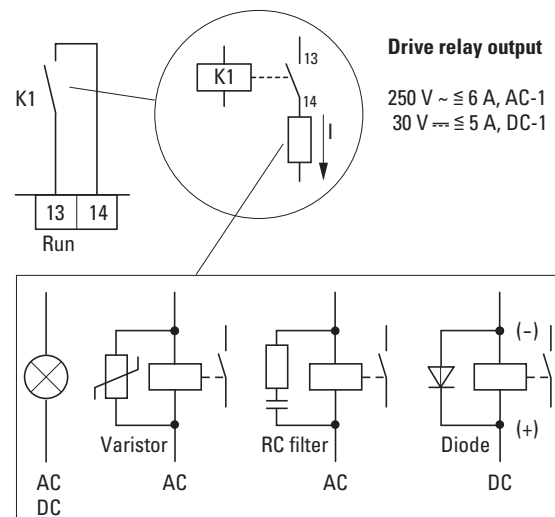 Drive relay output
250 V ~ ≦ 6 A, AC-1
30 V ⎓ ≦ 5 A, DC-1
K1
K1
13
14
I
13 14
Run
(–)
(+)
Varistor
RC filter
Diode
AC
DC
AC
AC
DC